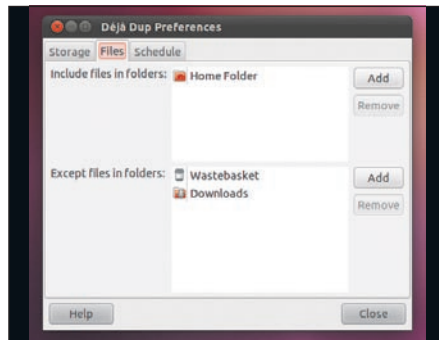 Déjà Dup Preferences
Storage Files Schedule
Include files in folders: Home Folder Add
Remove
Except files in folders: Wastebasket Add
Downloads Remove
Help Close